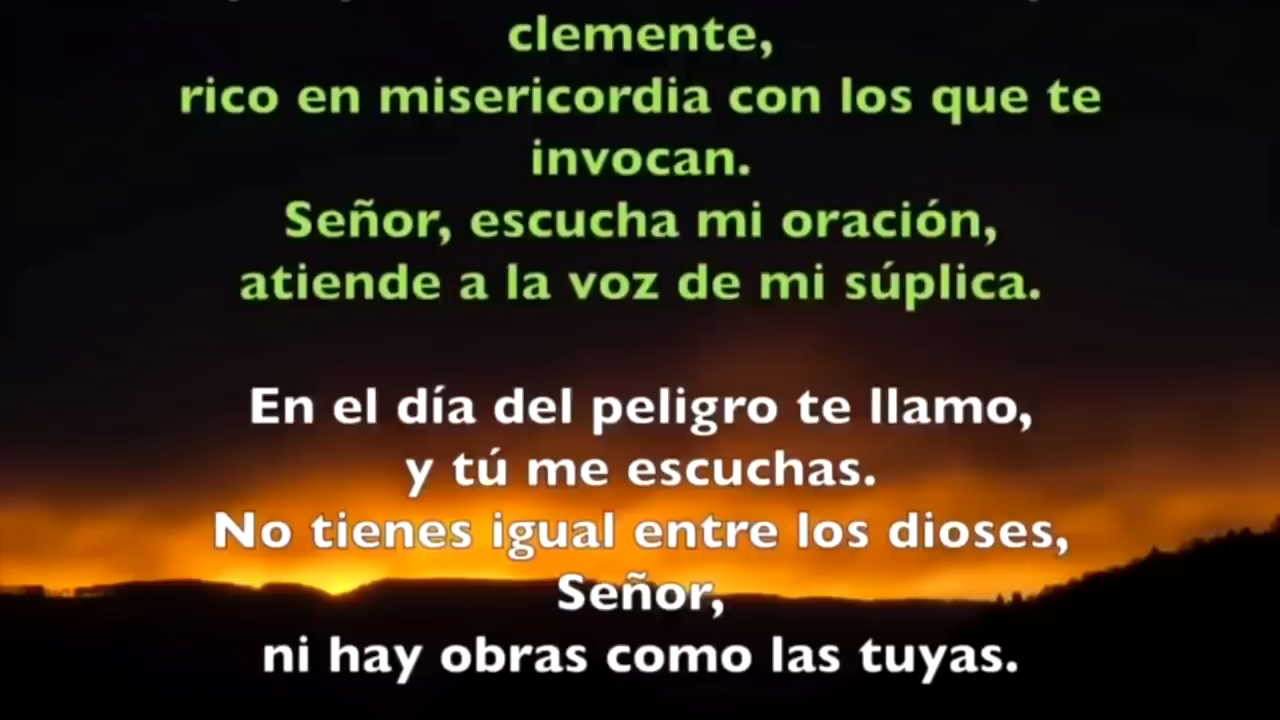 clemente,
rico en misericordia con los que te
invocan.
Señor, escucha mi oración,
atiende a la voz de mi súplica.
En el día del peligro te llamo,
y tú me escuchas.
No tienes igual entre los dioses,
Señor,
ni hay obras como las tuyas.